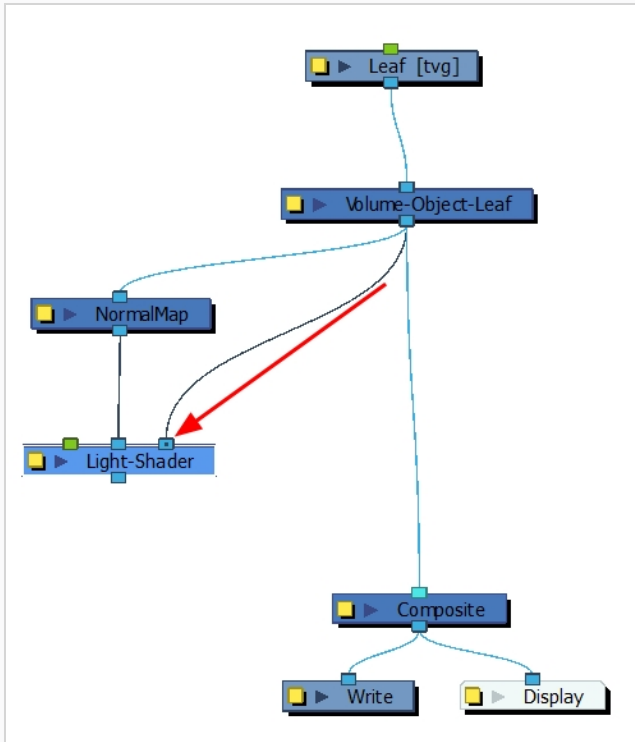 Leaf [tvg]
Volume-Object-Leaf
NormalMap
Light-Shader
Composite
Write
Display